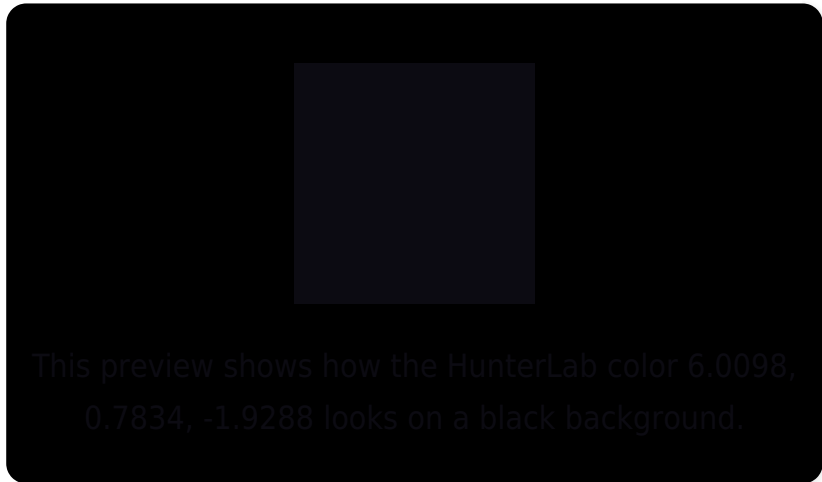 This preview shows how the HunterLab color 6.0098,
0.7834, -1.9288 looks on a black background.